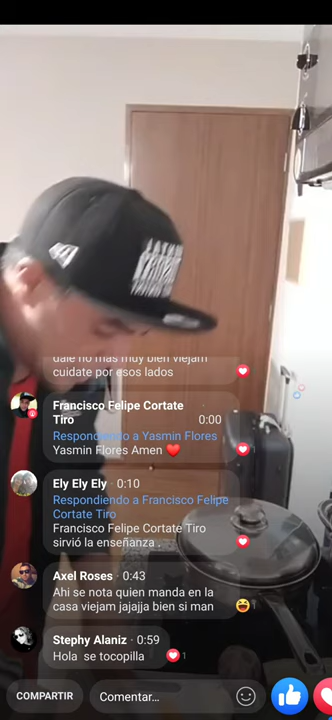 dale no mas muy bien viejam
cuidate por esos lados
Francisco Felipe Cortate
Tiro 0:00
Respondiendo a Yasmin Flores
Yasmin Flores Amen ❤️ 1
Ely Ely Ely · 0:10
Respondiendo a Francisco Felipe
Cortate Tiro
Francisco Felipe Cortate Tiro
sirvió la enseñanza .
Axel Roses · 0:43
Ahi se nota quien manda en la
casa viejam jajajja bien si man 1
Stephy Alaniz · 0:59
Hola se tocopilla 1
COMPARTIR Comentar...